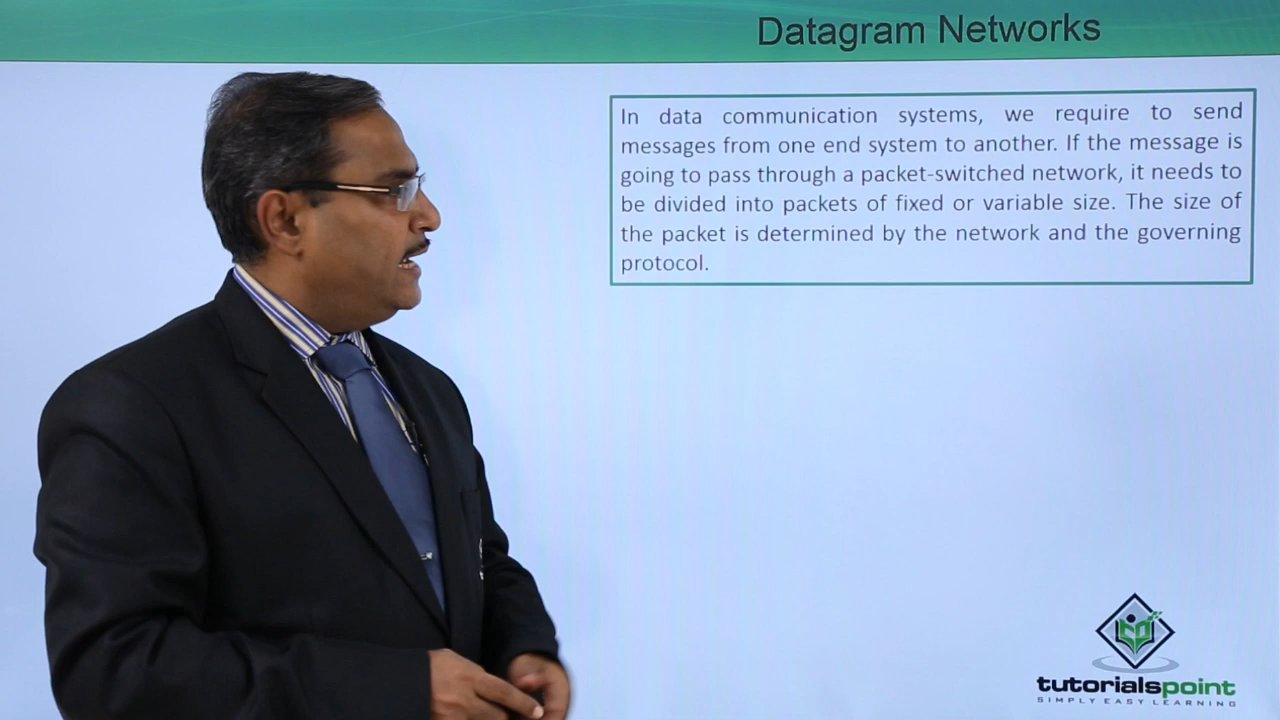 Datagram Networks
In data communication systems, we require to send
messages from one end system to another. If the message is
going to pass through a packet-switched network, it needs to
be divided into packets of fixed or variable size. The size of
the packet is determined by the network and the governing
protocol.
tutorialspoint
SIMPLY EASY LEARNING